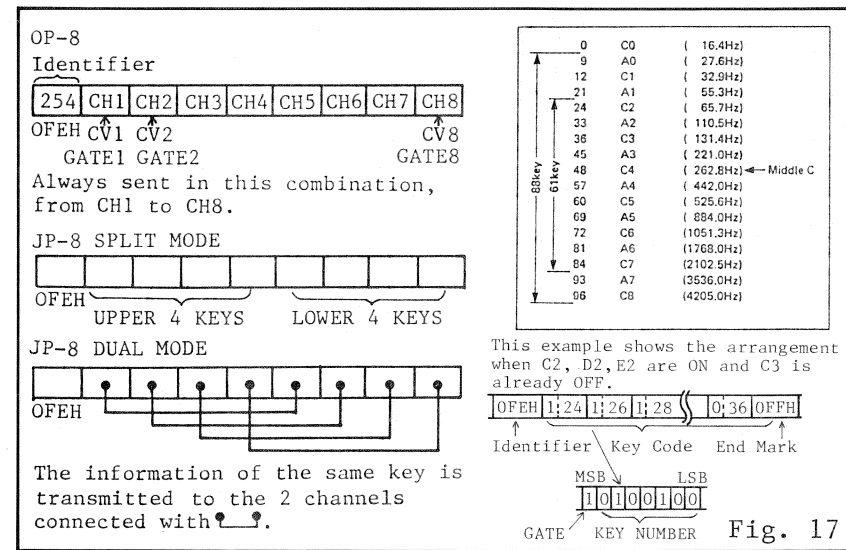 OP-8
Identifier
254 CH1 CH2 CH3 CH4 CH5 CH6 CH7 CH8
OFEH CV1 CV2 CV8
GATE1 GATE2 GATE8
Always sent in this combination,
from CH1 to CH8.
JP-8 SPLIT MODE
OFEH
UPPER 4 KEYS LOWER 4 KEYS
JP-8 DUAL MODE
OFEH
The information of the same key is
transmitted to the 2 channels
connected with .
88key
61key
0 C0 ( 16.4Hz)
9 A0 ( 27.6Hz)
12 C1 ( 32.9Hz)
21 A1 ( 55.3Hz)
24 C2 ( 65.7Hz)
33 A2 ( 110.5Hz)
36 C3 ( 131.4Hz)
45 A3 ( 221.0Hz)
48 C4 ( 262.8Hz) Middle C
57 A4 ( 442.0Hz)
60 C5 ( 525.6Hz)
69 A5 ( 884.0Hz)
72 C6 (1051.3Hz)
81 A6 (1768.0Hz)
84 C7 (2102.5Hz)
93 A7 (3536.0Hz)
96 C8 (4205.0Hz)
This example shows the arrangement
when C2, D2,E2 are ON and C3 is
already OFF.
OFEH 1 24 1 26 1 28 0 36 OFFH
Identifier Key Code End Mark
MSB LSB
1 0 1 0 0 1 0 0
GATE KEY NUMBER
Fig. 17